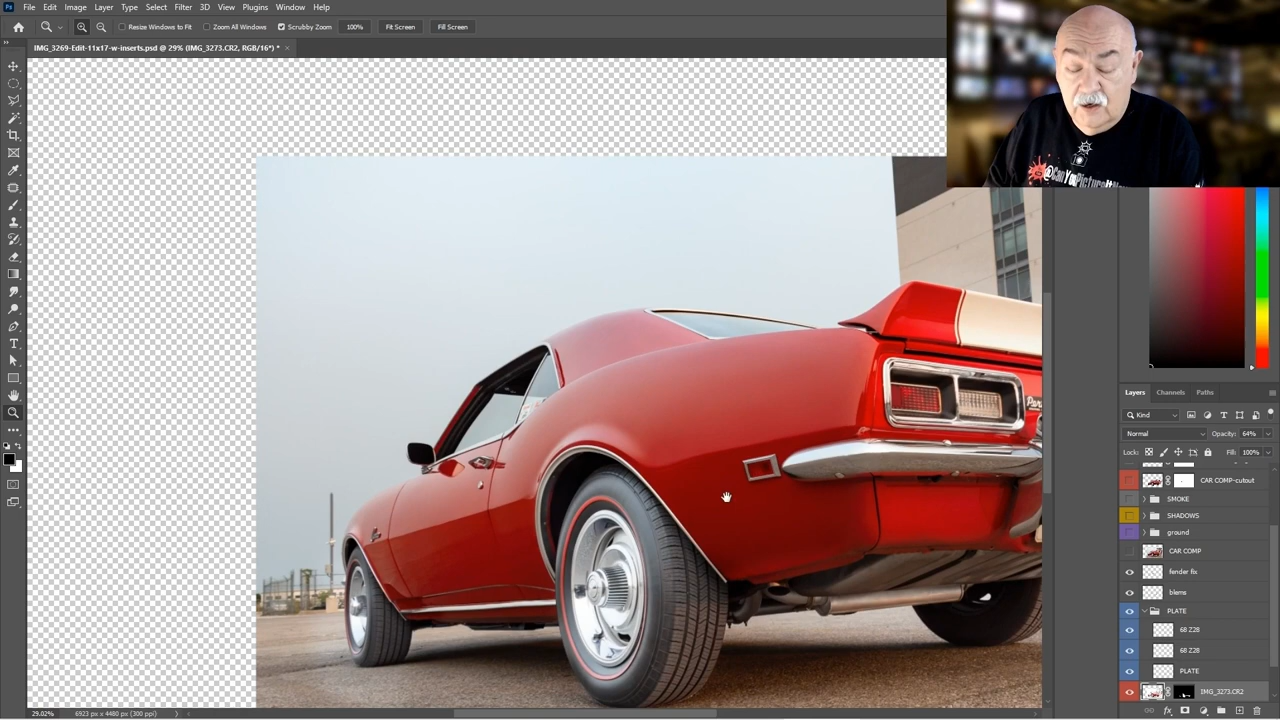 Ps File Edit Image Layer Type Select Filter 3D View Plugins Window Help
Resize Windows to Fit Zoom All Windows Scrubby Zoom 100% Fit Screen Fill Screen
IMG_3269-Edit-11x17-w-inserts.psd @ 29% (IMG_3273.CR2, RGB/16*) * ×
Layers Channels Paths
Kind
Normal Opacity: 64%
Lock: Fill: 100%
CAR COMP-cutout
SMOKE
SHADOWS
ground
CAR COMP
fender fix
blems
PLATE
68 Z28
68 Z28
PLATE
IMG_3273.CR2
29.02% 6923 px x 4480 px (300 ppi)